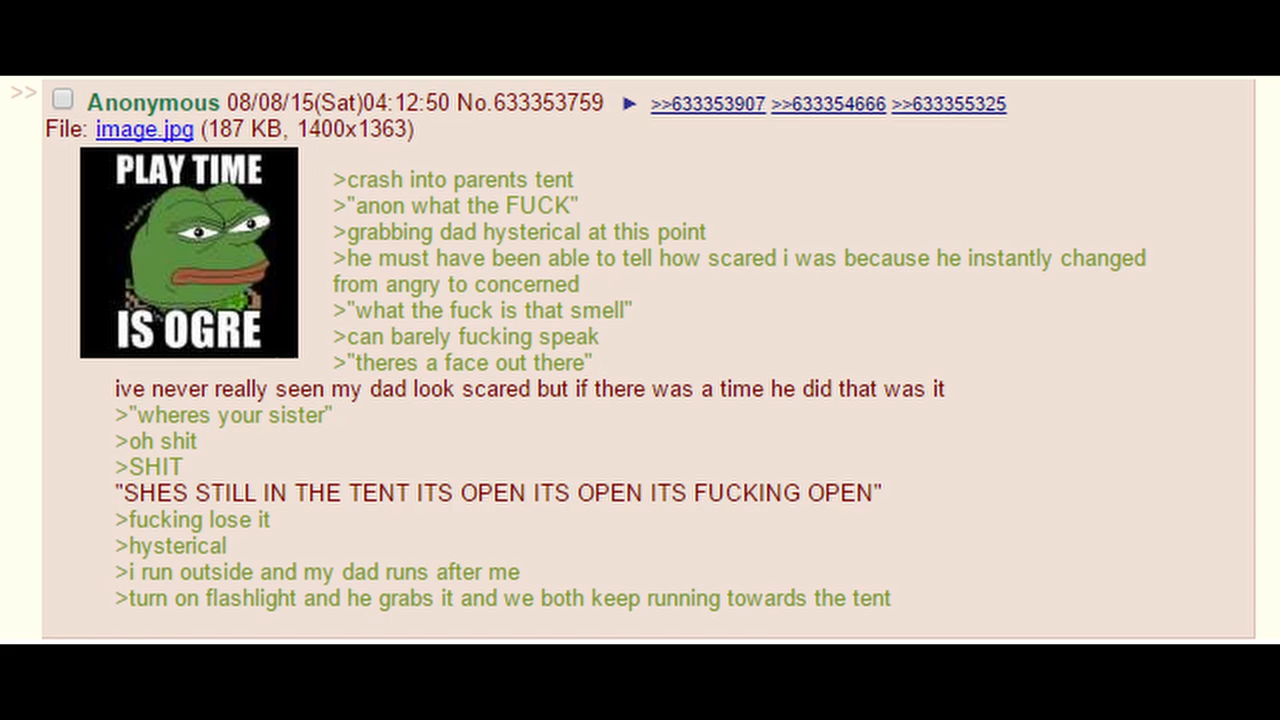 >> Anonymous 08/08/15(Sat)04:12:50 No.633353759 ► >>633353907 >>633354666 >>633355325
File: image.jpg (187 KB, 1400x1363)
PLAY TIME
IS OGRE
>crash into parents tent
>"anon what the FUCK"
>grabbing dad hysterical at this point
>he must have been able to tell how scared i was because he instantly changed
from angry to concerned
>"what the fuck is that smell"
>can barely fucking speak
>"theres a face out there"
ive never really seen my dad look scared but if there was a time he did that was it
>"wheres your sister"
>oh shit
>SHIT
"SHES STILL IN THE TENT ITS OPEN ITS OPEN ITS FUCKING OPEN"
>fucking lose it
>hysterical
>i run outside and my dad runs after me
>turn on flashlight and he grabs it and we both keep running towards the tent